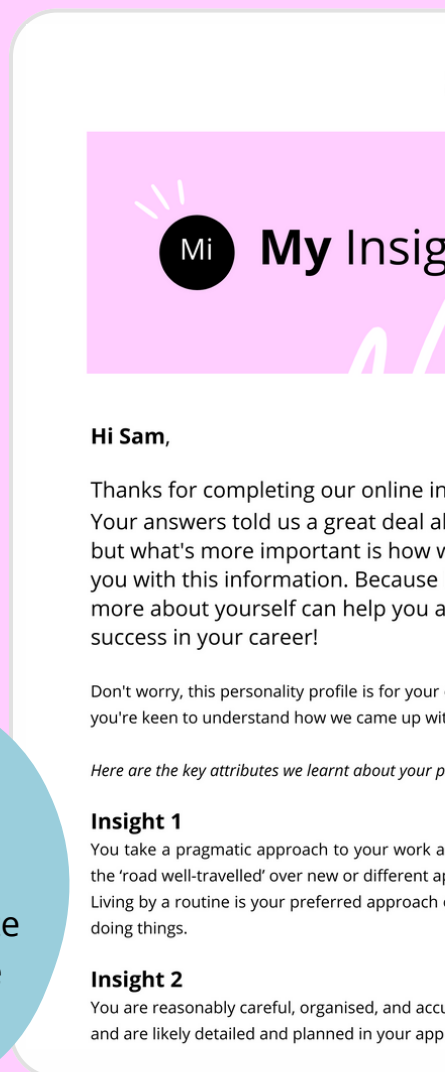 Mi
My Insig
Hi Sam,
Thanks for completing our online in
Your answers told us a great deal a
but what's more important is how w
you with this information. Because
more about yourself can help you a
success in your career!
Don't worry, this personality profile is for your
you're keen to understand how we came up wit
Here are the key attributes we learnt about your p
Insight 1
You take a pragmatic approach to your work a
the ‘road well-travelled’ over new or different ap
Living by a routine is your preferred approach
doing things.
e
Insight 2
You are reasonably careful, organised, and accu
and are likely detailed and planned in your app